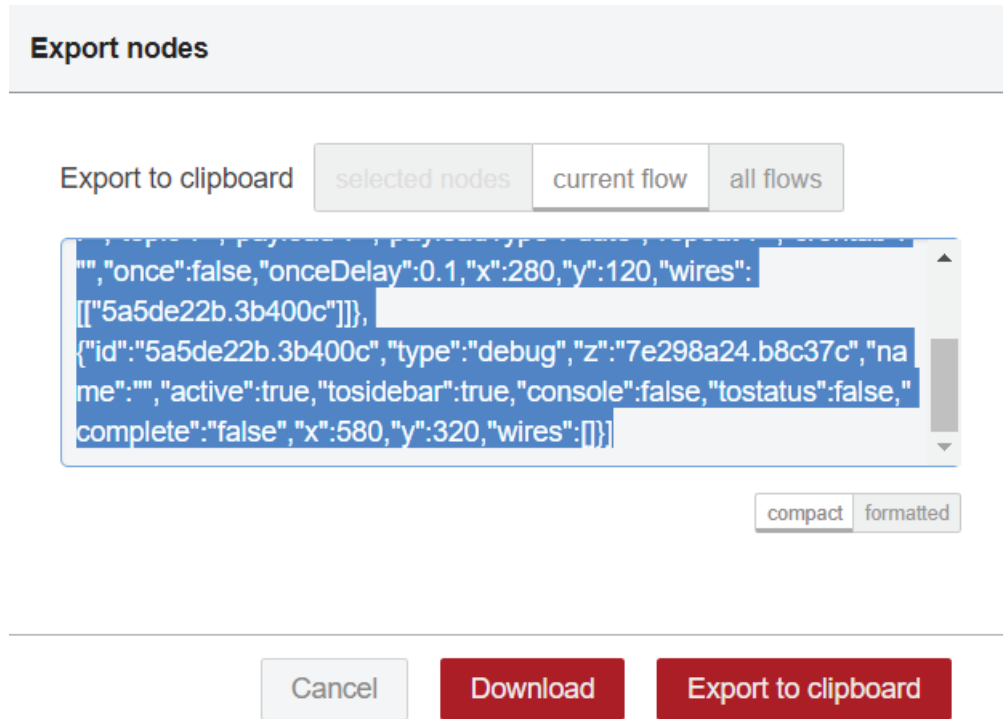 Export nodes
Export to clipboard selected nodes current flow all flows
"","once":false,"onceDelay":0.1,"x":280,"y":120,"wires":
[["5a5de22b.3b400c"]]},
{"id":"5a5de22b.3b400c","type":"debug","z":"7e298a24.b8c37c","na
me":"","active":true,"tosidebar":true,"console":false,"tostatus":false,"
complete":"false","x":580,"y":320,"wires":[]}]
compact formatted
Cancel Download Export to clipboard